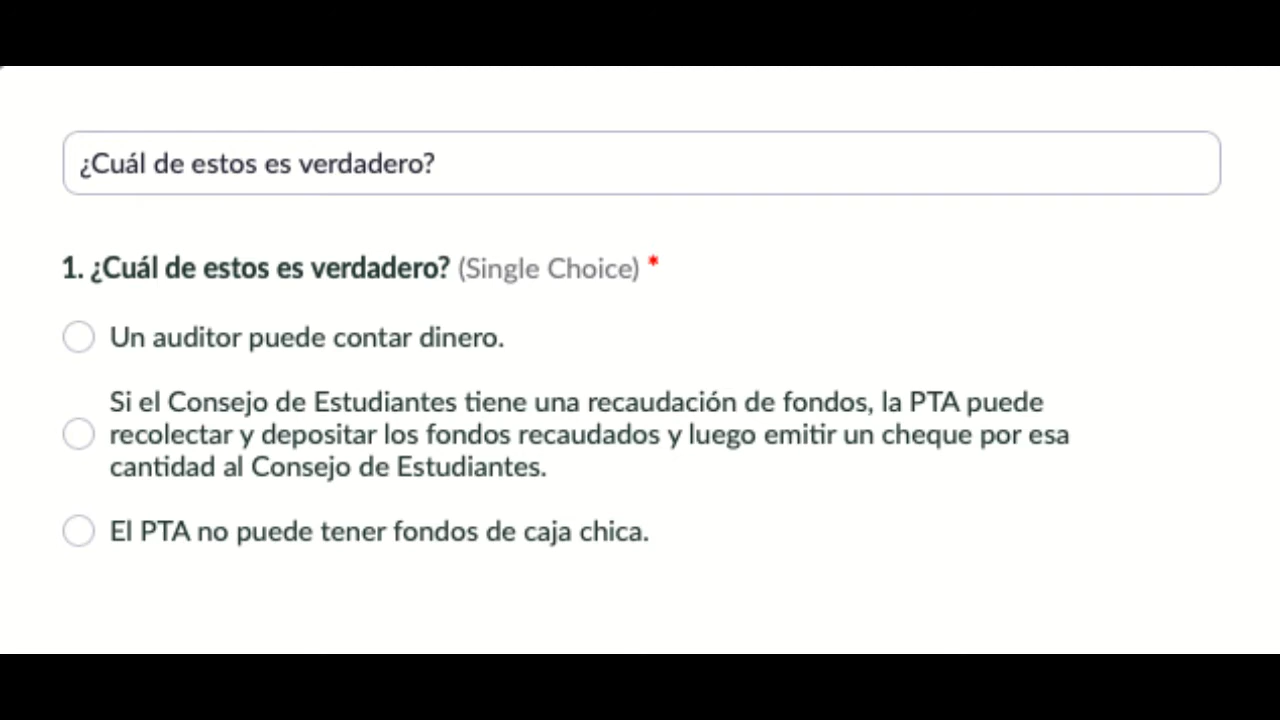 ¿Cuál de estos es verdadero?
1. ¿Cuál de estos es verdadero? (Single Choice) *
Un auditor puede contar dinero.
Si el Consejo de Estudiantes tiene una recaudación de fondos, la PTA puede
recolectar y depositar los fondos recaudados y luego emitir un cheque por esa
cantidad al Consejo de Estudiantes.
El PTA no puede tener fondos de caja chica.